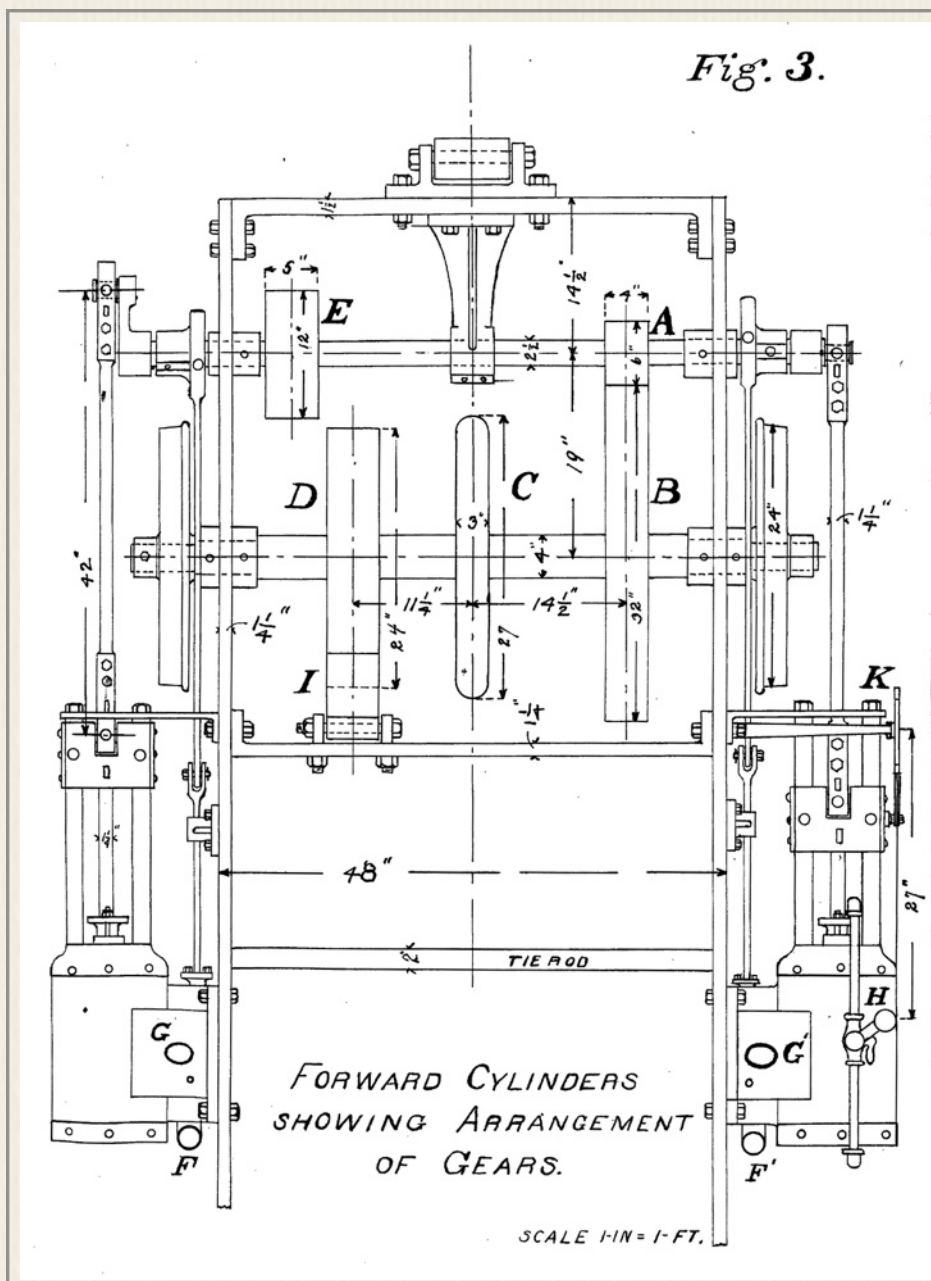 Fig. 3.
1½"
14½"
5"
E
12"
4"
A
6"
2½"
19"
D
C
B
3"
4"
24"
1¼"
42"
11¼"
14½"
32"
1¼"
24"
27
I
1¼"
K
1¼"
48"
27"
2"
TIE ROD
H
G
G'
FORWARD CYLINDERS
SHOWING ARRANGEMENT
OF GEARS.
F
F'
SCALE 1-IN = 1-FT.